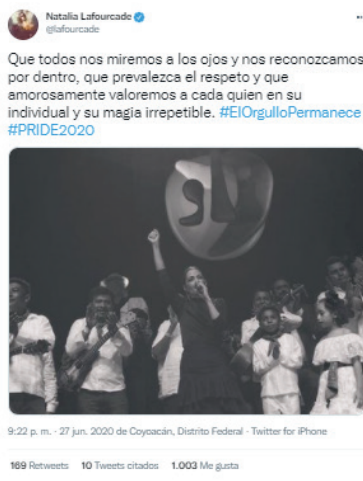 Natalia Lafourcade
@lafourcade
Que todos nos miremos a los ojos y nos reconozcamos
por dentro, que prevalezca el respeto y que
amorosamente valoremos a cada quien en su
individual y su magia irrepetible. #ElOrgulloPermanece
#PRIDE2020
9:22 p. m. · 27 jun. 2020 de Coyoacán, Distrito Federal · Twitter for iPhone
169 Retweets 10 Tweets citados 1.003 Me gusta